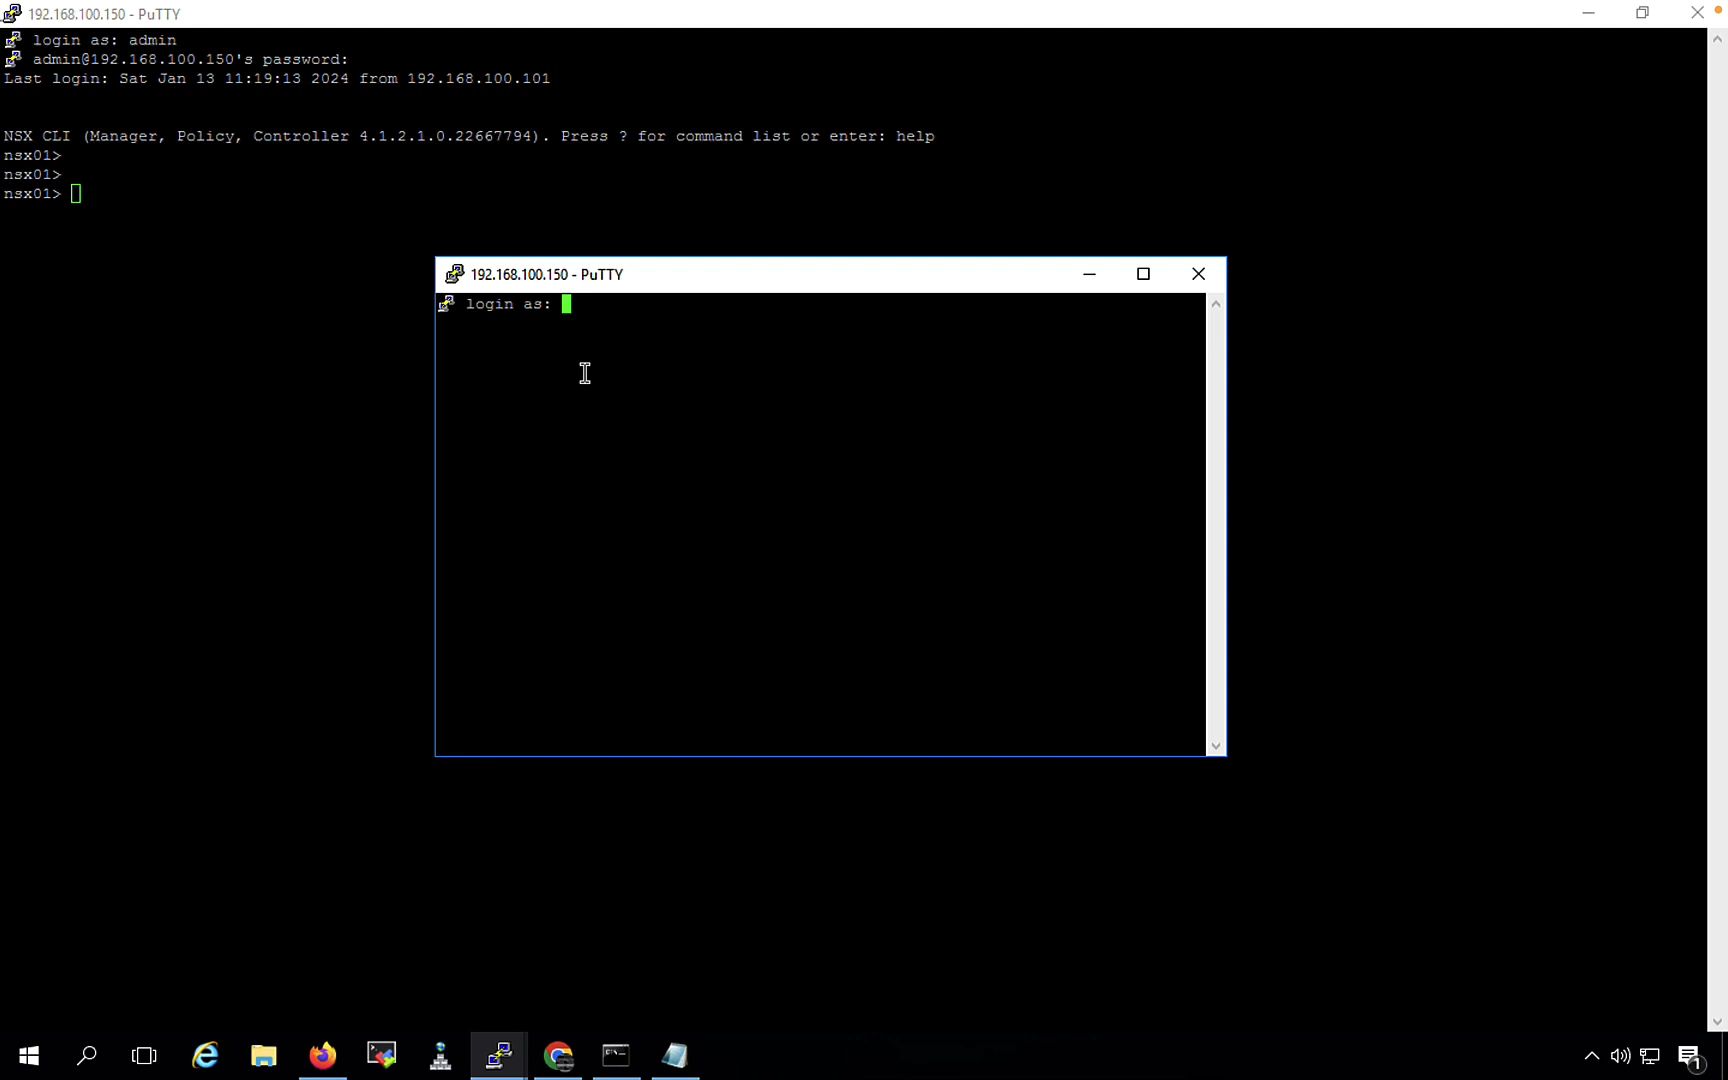 192.168.100.150 - PuTTY
login as: admin
admin@192.168.100.150's password:
Last login: Sat Jan 13 11:19:13 2024 from 192.168.100.101
NSX CLI (Manager, Policy, Controller 4.1.2.1.0.22667794). Press ? for command list or enter: help
nsx01>
nsx01>
nsx01>
192.168.100.150 - PuTTY
login as:
1